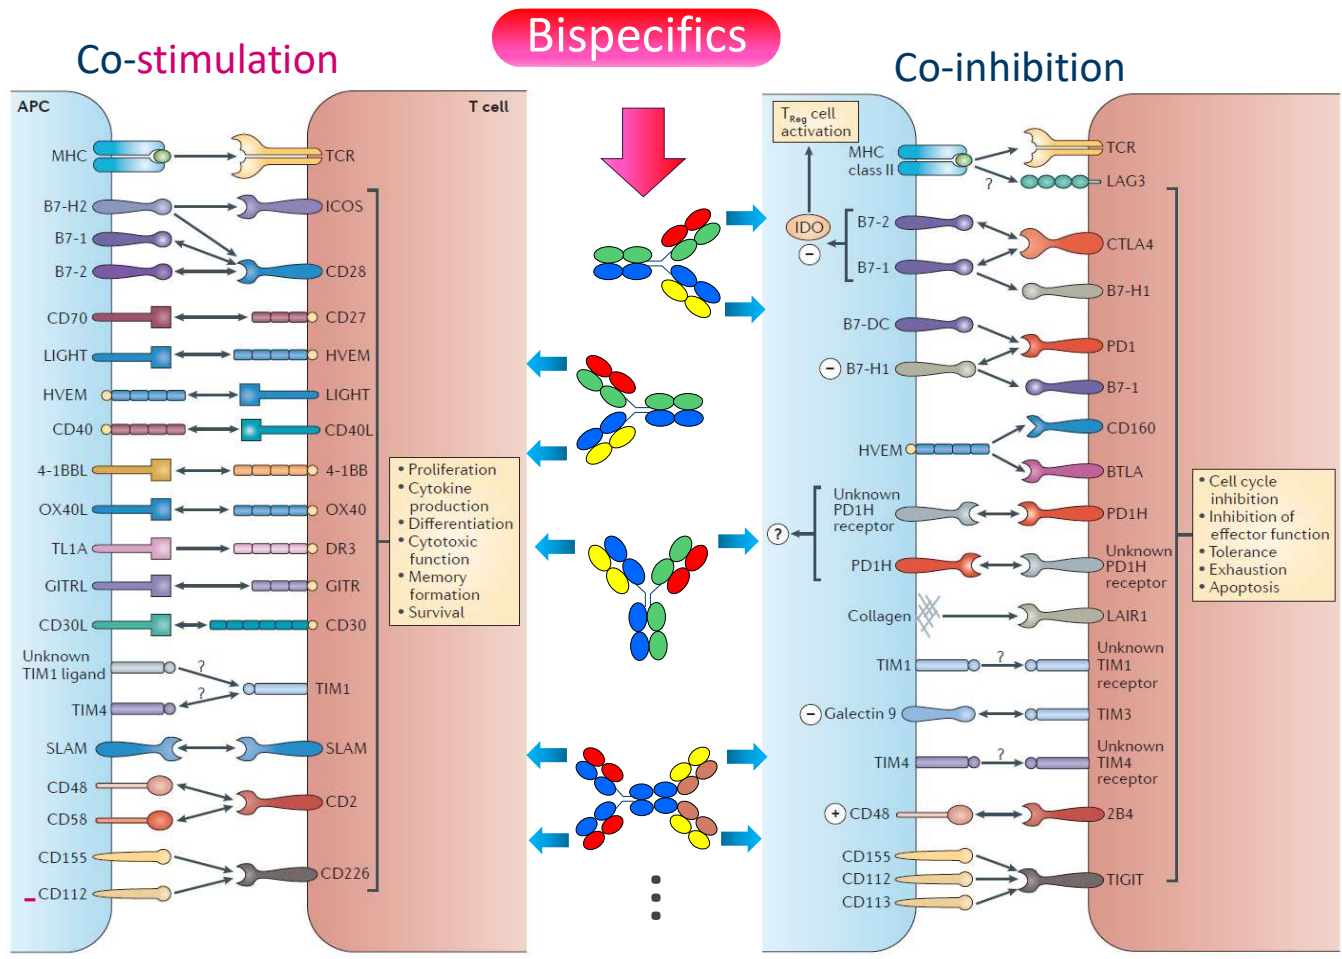 Bispecifics
Co-stimulation
Co-inhibition
APC
T cell
MHC
TCR
B7-H2
ICOS
B7-1
B7-2
CD28
CD70
CD27
LIGHT
HVEM
HVEM
LIGHT
CD40
CD40L
4-1BBL
4-1BB
OX40L
OX40
TL1A
DR3
GITRL
GITR
CD30L
CD30
Unknown
TIM1 ligand
?
TIM1
?
TIM4
SLAM
SLAM
CD48
CD2
CD58
CD155
CD226
CD112
–
• Proliferation
• Cytokine
production
• Differentiation
• Cytotoxic
function
• Memory
formation
• Survival
TReg cell
activation
IDO
–
MHC
class II
TCR
?
LAG3
B7-2
CTLA4
B7-1
B7-H1
B7-DC
PD1
– B7-H1
B7-1
CD160
HVEM
BTLA
Unknown
PD1H
receptor
PD1H
?
PD1H
Unknown
PD1H
receptor
Collagen
LAIR1
TIM1
?
Unknown
TIM1
receptor
– Galectin 9
TIM3
TIM4
?
Unknown
TIM4
receptor
+ CD48
2B4
CD155
CD112
TIGIT
CD113
• Cell cycle
inhibition
• Inhibition of
effector function
• Tolerance
• Exhaustion
• Apoptosis